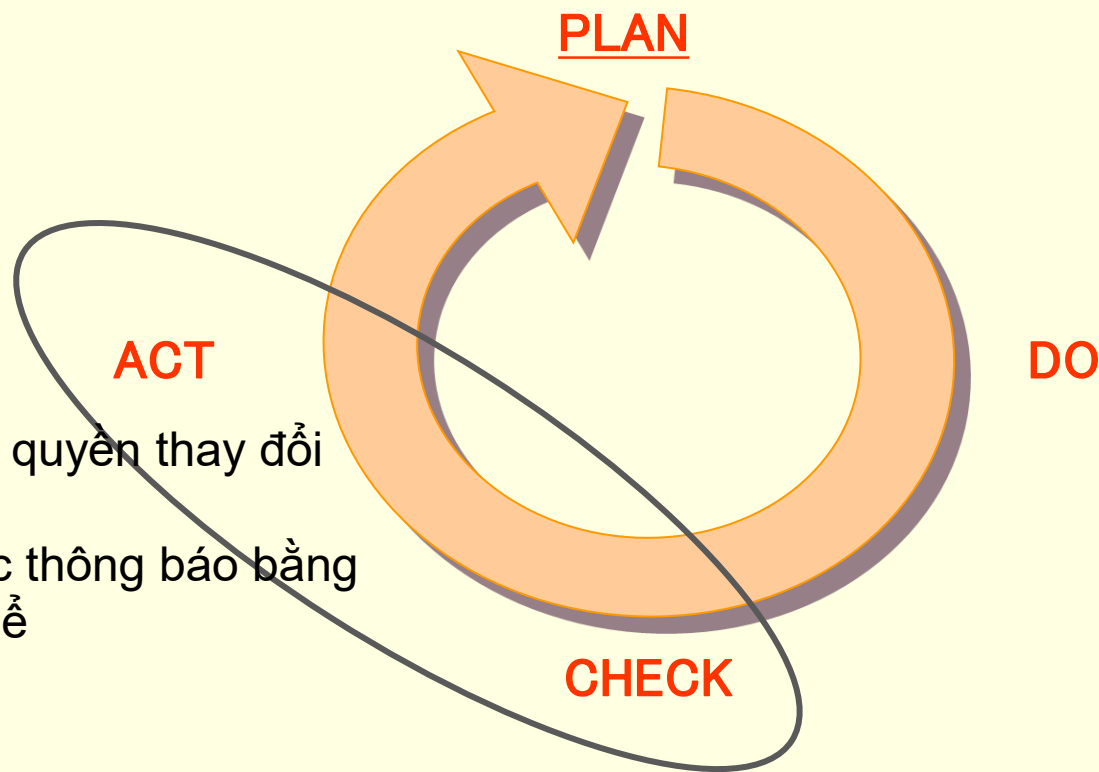 PLAN
ACT
DO
quyền thay đổi
c thông báo bằng
ể
CHECK